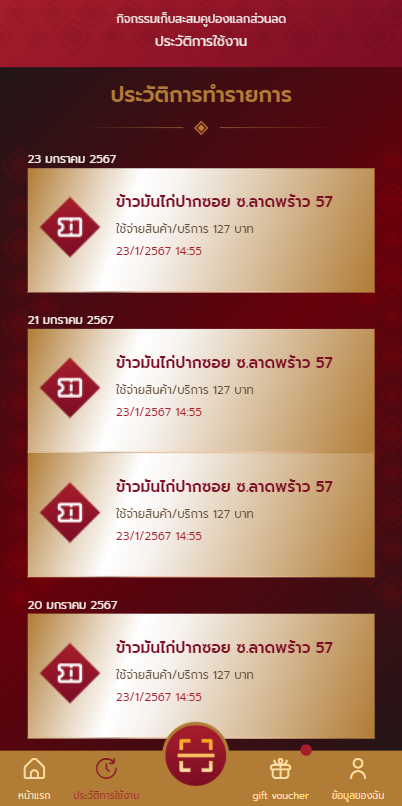 กิจกรรมเก็บสะสมคูปองแลกส่วนลด
ประวัติการใช้งาน
ประวัติการทำรายการ
23 มกราคม 2567
ข้าวมันไก่ปากซอย ซ.ลาดพร้าว 57
ใช้จ่ายสินค้า/บริการ 127 บาท
23/1/2567 14:55
21 มกราคม 2567
ข้าวมันไก่ปากซอย ซ.ลาดพร้าว 57
ใช้จ่ายสินค้า/บริการ 127 บาท
23/1/2567 14:55
ข้าวมันไก่ปากซอย ซ.ลาดพร้าว 57
ใช้จ่ายสินค้า/บริการ 127 บาท
23/1/2567 14:55
20 มกราคม 2567
ข้าวมันไก่ปากซอย ซ.ลาดพร้าว 57
ใช้จ่ายสินค้า/บริการ 127 บาท
23/1/2567 14:55
หน้าแรก ประวัติการใช้งาน gift voucher ข้อมูลของฉัน